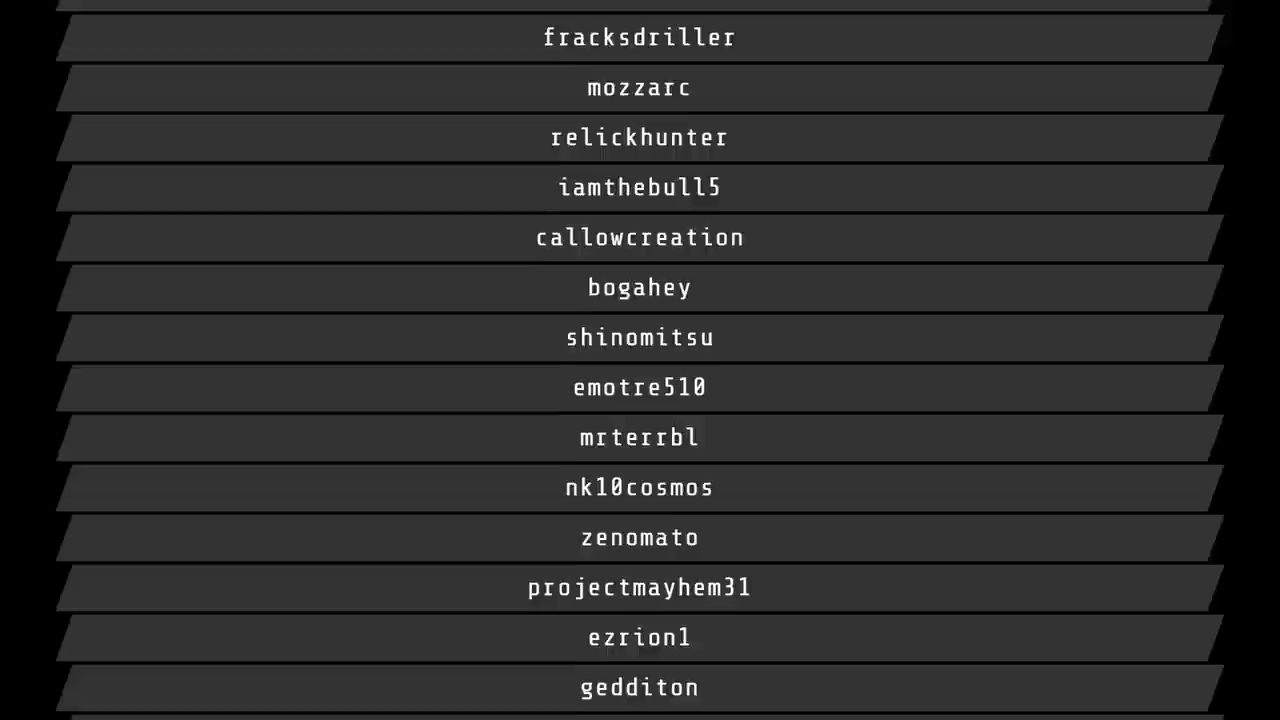 fracksdriller
mozzarc
relickhunter
iamthebull5
callowcreation
bogahey
shinomitsu
emotre510
mrterrbl
nk10cosmos
zenomato
projectmayhem31
ezrion1
gedditon